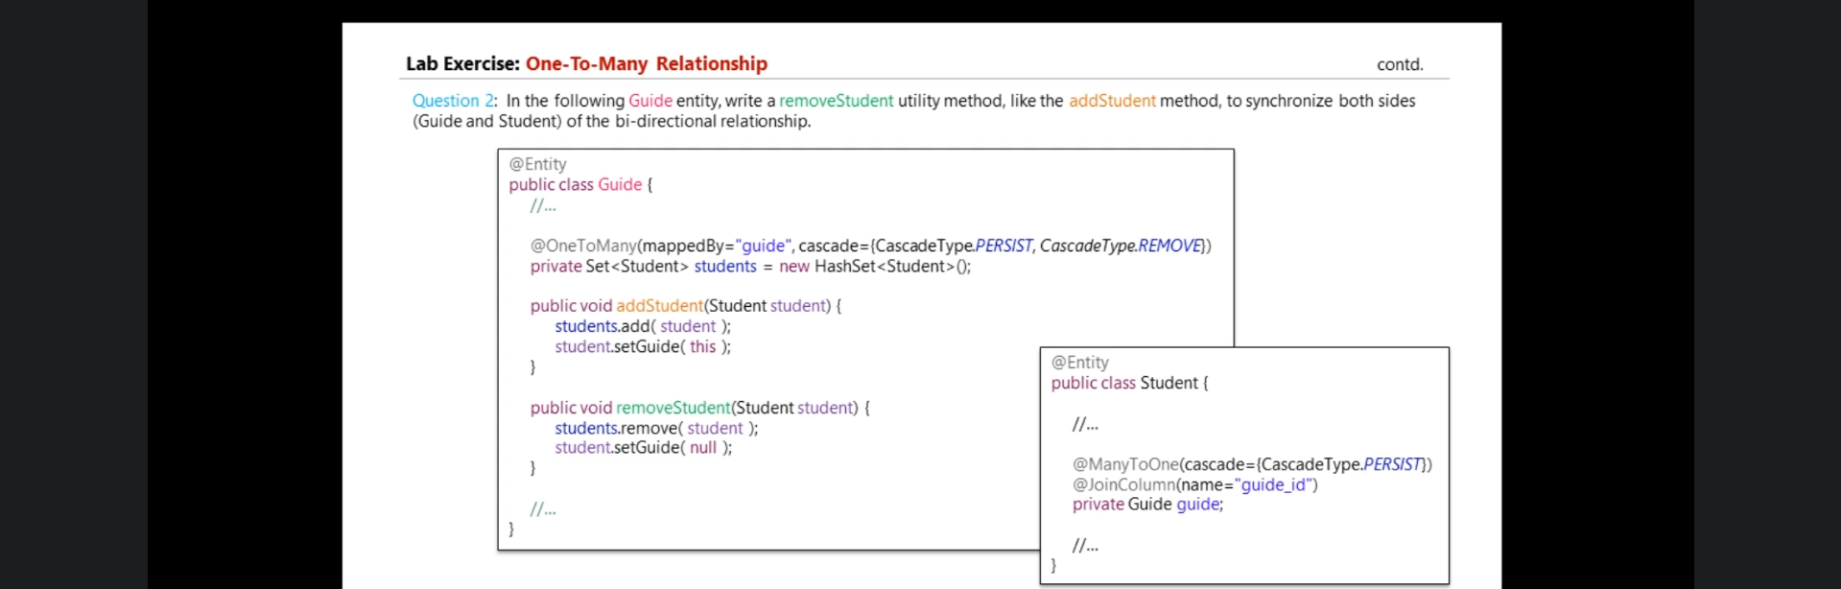 Lab Exercise: One-To-Many Relationship
contd.
Question 2: In the following Guide entity, write a removeStudent utility method, like the addStudent method, to synchronize both sides
(Guide and Student) of the bi-directional relationship.
@Entity
public class Guide {
//...
@OneToMany(mappedBy="guide", cascade={CascadeType.PERSIST, CascadeType.REMOVE})
private Set<Student> students = new HashSet<Student>();
public void addStudent(Student student) {
students.add( student );
student.setGuide( this );
}
public void removeStudent(Student student) {
students.remove( student );
student.setGuide( null );
}
//...
}
@Entity
public class Student {
//...
@ManyToOne(cascade={CascadeType.PERSIST})
@JoinColumn(name="guide_id")
private Guide guide;
//...
}